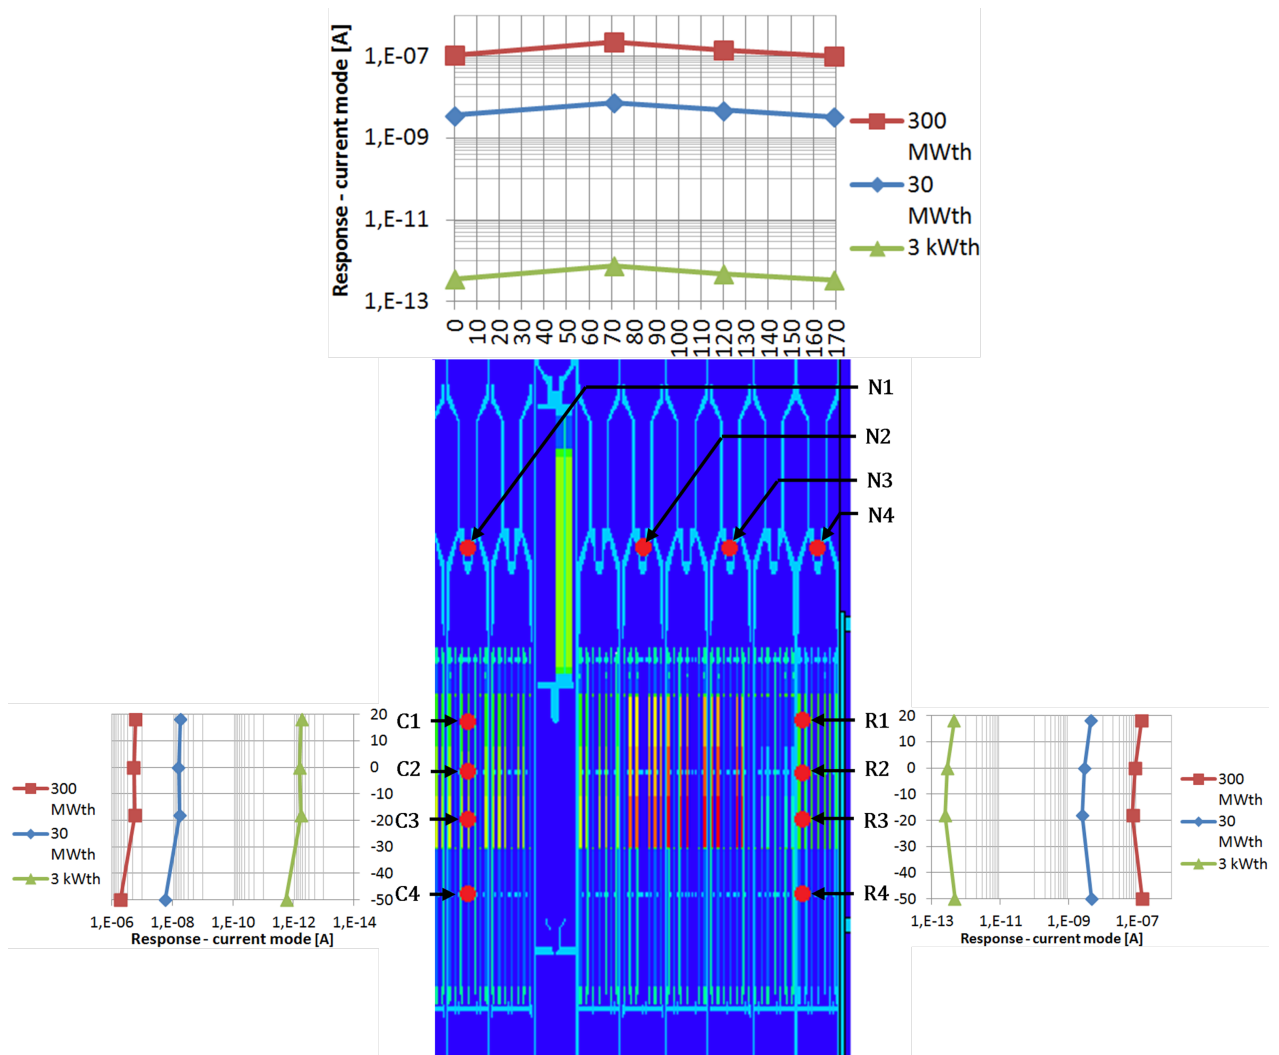 Response - current mode [A]
1,E-07
1,E-09
1,E-11
1,E-13
0 10 20 30 40 50 60 70 80 90 100 110 120 130 140 150 160 170
300
MWth
30
MWth
3 kWth
N1
N2
N3
N4
C1
C2
C3
C4
R1
R2
R3
R4
300
MWth
30
MWth
3 kWth
20
10
0
-10
-20
-30
-40
-50
1,E-06 1,E-08 1,E-10 1,E-12 1,E-14
Response - current mode [A]
20
10
0
-10
-20
-30
-40
-50
1,E-13 1,E-11 1,E-09 1,E-07
Response - current mode [A]
300
MWth
30
MWth
3 kWth